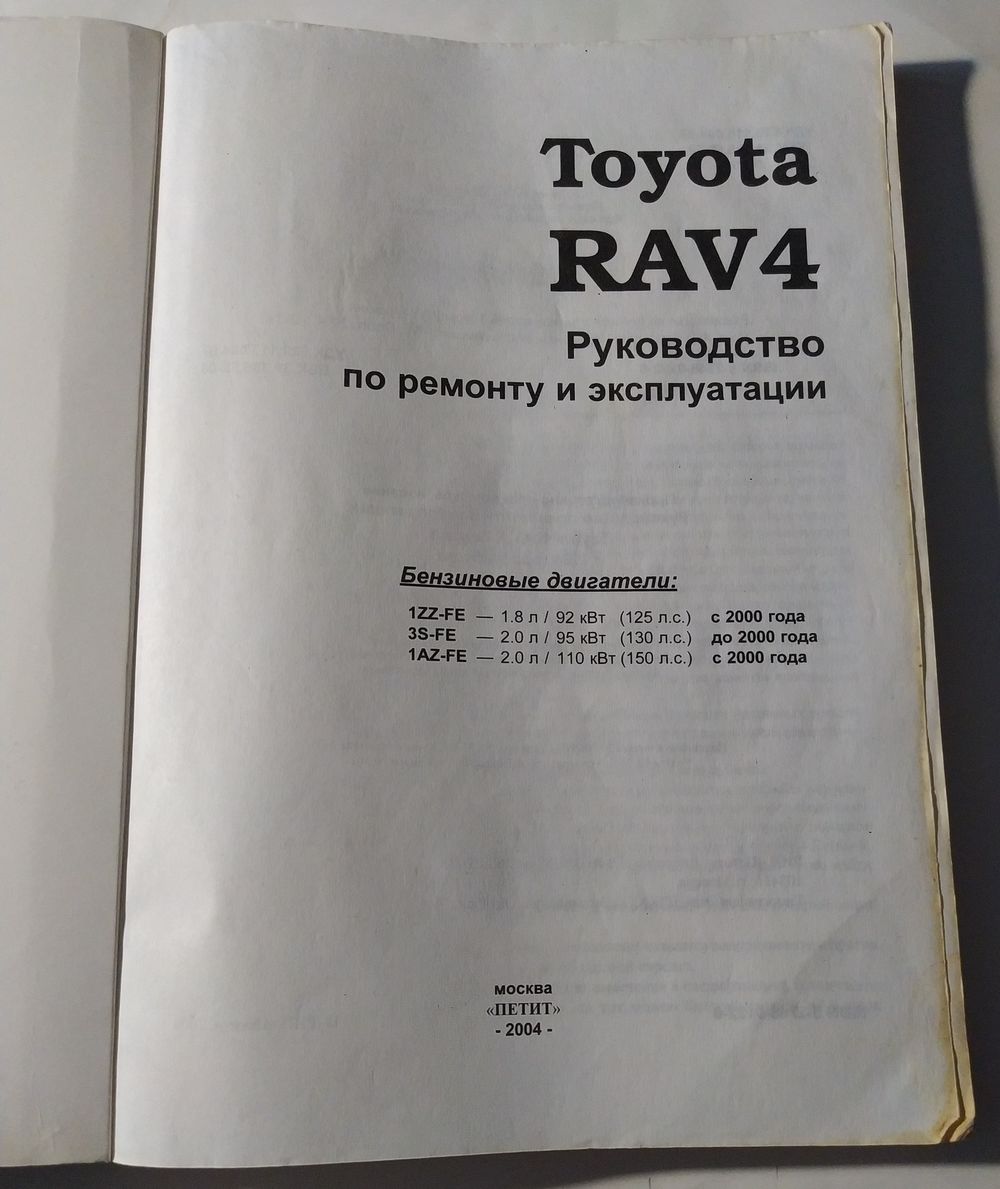 Toyota
RAV4
Руководство
по ремонту и эксплуатации
Бензиновые двигатели:
1ZZ-FE — 1.8 л / 92 кВт (125 л.с.) с 2000 года
3S-FE — 2.0 л / 95 кВт (130 л.с.) до 2000 года
1AZ-FE — 2.0 л / 110 кВт (150 л.с.) с 2000 года
москва
«ПЕТИТ»
- 2004 -